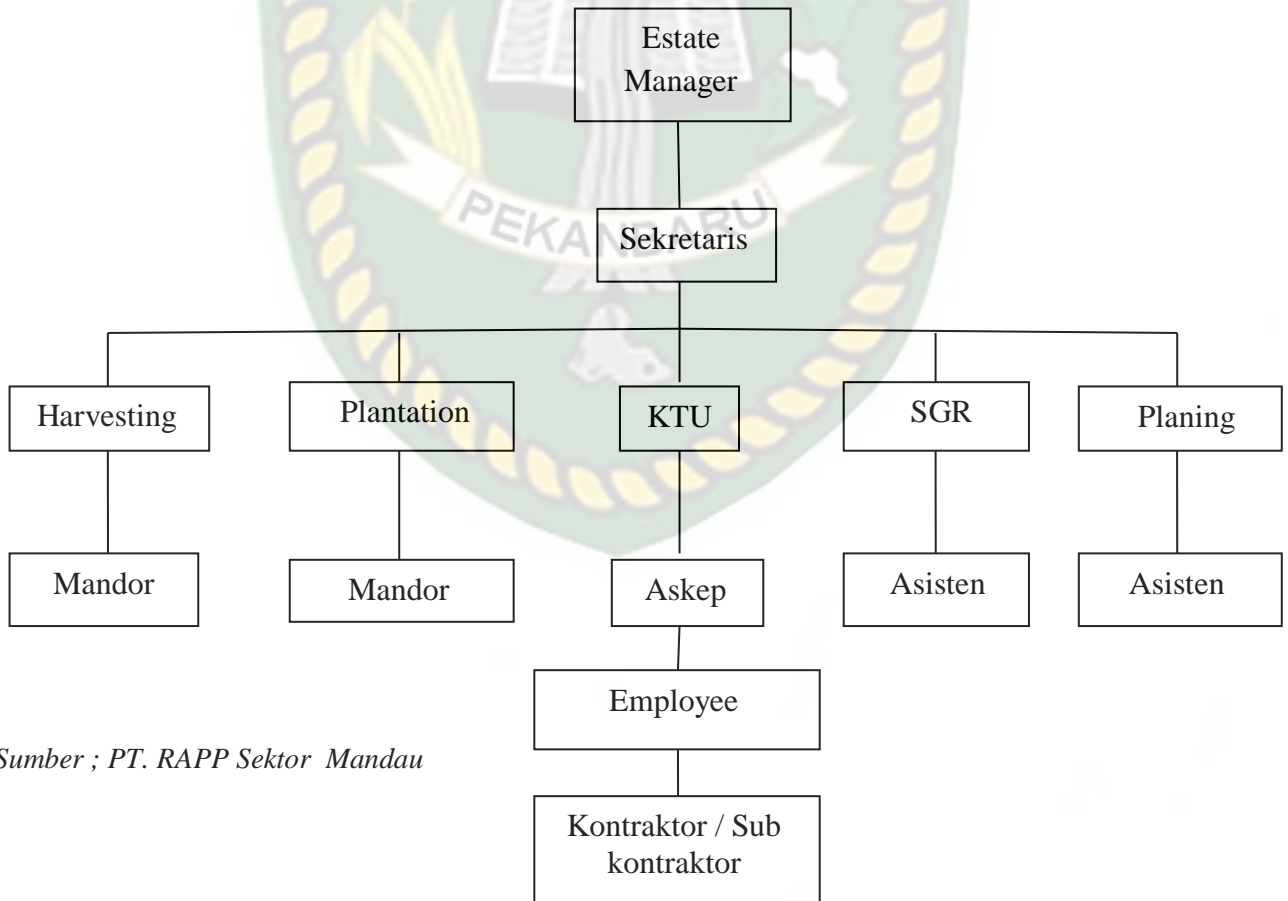 Estate
Manager
PEKANBARU
Sekretaris
Harvesting
Plantation
KTU
SGR
Planing
Mandor
Mandor
Askep
Asisten
Asisten
Employee
Sumber ; PT. RAPP Sektor Mandau
Kontraktor / Sub
kontraktor